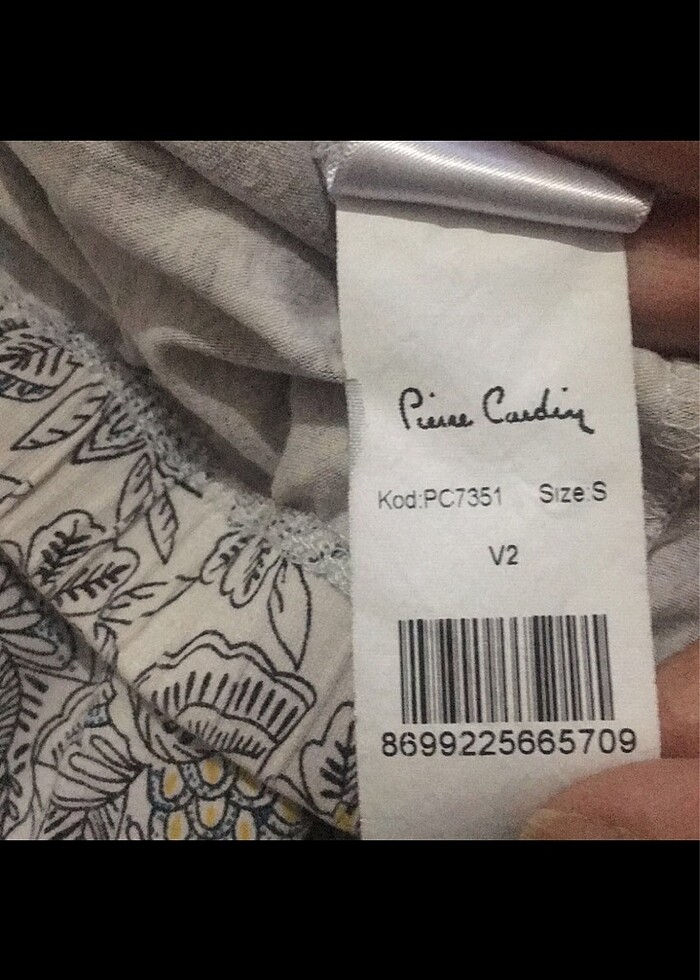 Pierre Cardin
Kod:PC7351 Size:S
V2
8699225665709